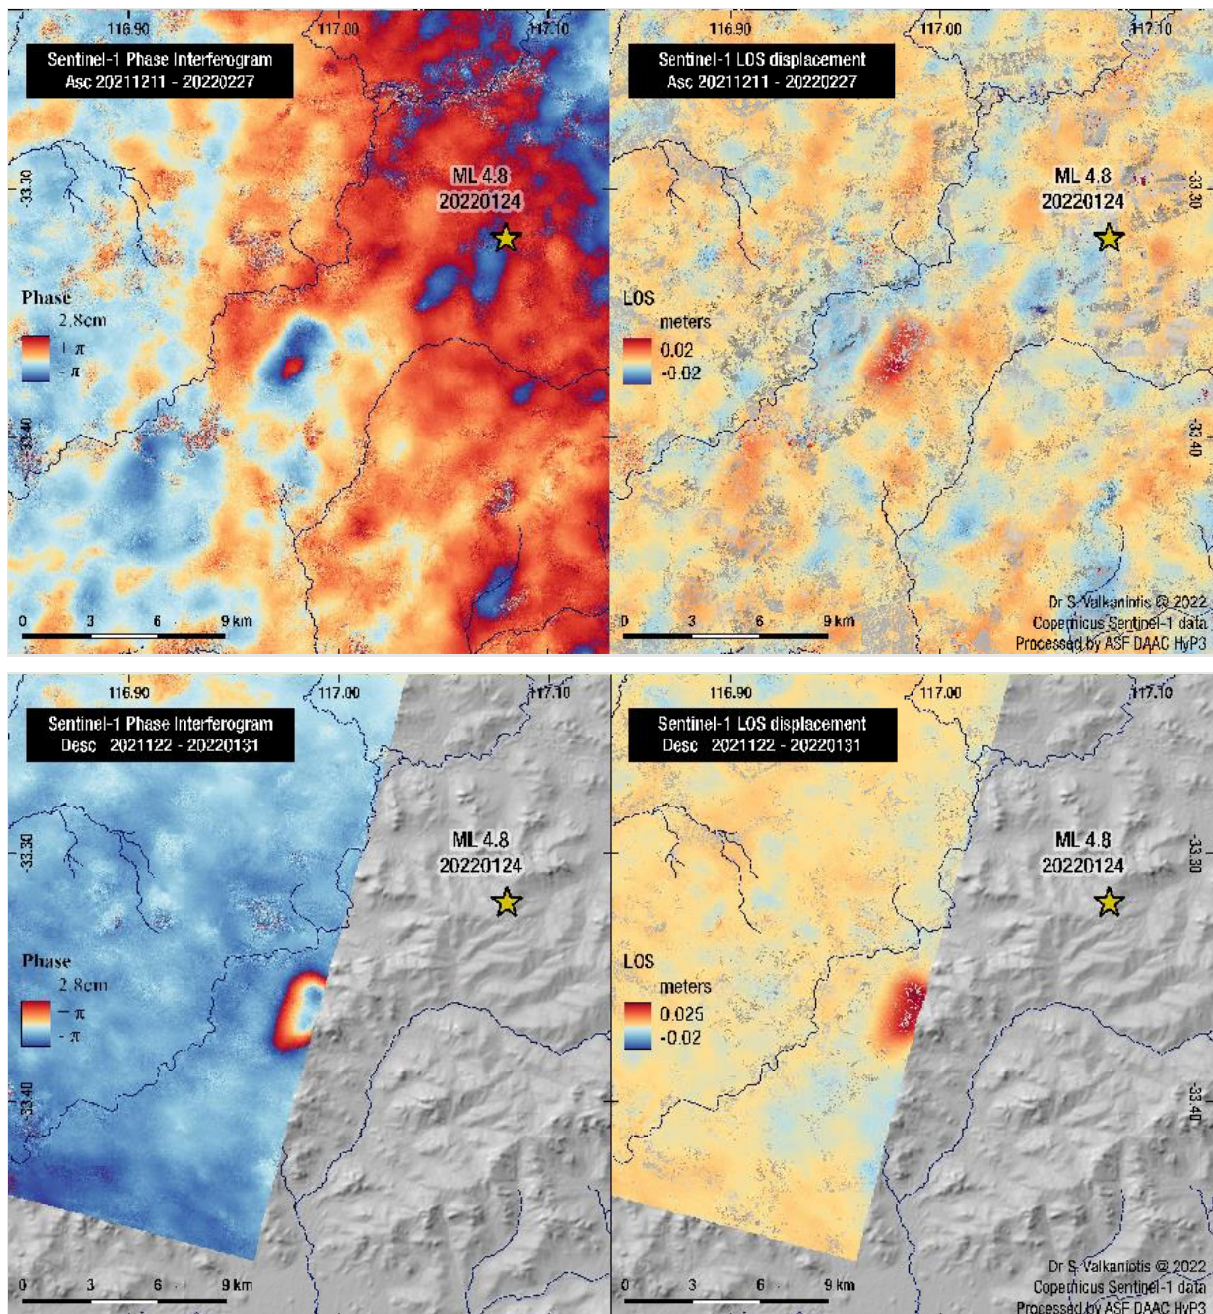 116.90
117.00
117.00
117.10
Sentinel-1 Phase Interferogram
Asc 20211211 - 20220227
Sentinel-1 LOS displacement
Asc 20211211 - 20220227
-33.30
ML 4.8
20220124
ML 4.8
20220124
-33.30
Phase
2.8cm
+ π
- π
LOS
meters
0.02
-0.02
-33.40
-33.40
0 3 6 9 km
0 3 6 9 km
Dr S. Valkaniotis @ 2022
Copernicus Sentinel-1 data
Processed by ASF DAAC HyP3
116.90
117.00
116.90
117.00
117.10
Sentinel-1 Phase Interferogram
Desc 2021122 - 20220131
Sentinel-1 LOS displacement
Desc 2021122 - 20220131
-33.30
ML 4.8
20220124
ML 4.8
20220124
-33.30
Phase
2.8cm
- π
- π
LOS
meters
0.025
-0.02
-33.40
-33.40
0 3 6 9 km
0 3 6 9 km
Dr S. Valkaniotis @ 2022
Copernicus Sentinel-1 data
Processed by ASF DAAC HyP3